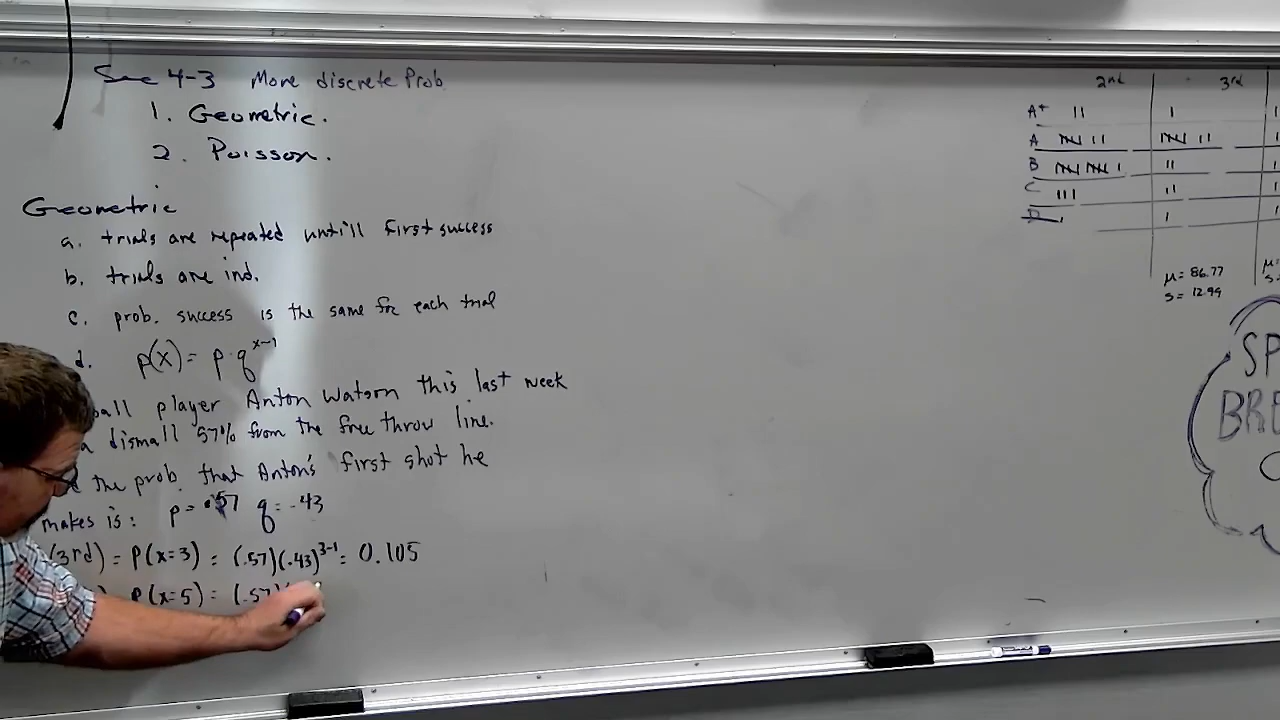 Sec 4-3 More discrete Prob
1. Geometric.
2. Poisson.
Geometric
a. trials are repeated untill first success
b. trials are ind.
c. prob. success is the same for each trial
d. p(x) = p·q^(x-1)
ball player Anton Watson this last week
a dismall 57% from the free throw line.
the prob. that Anton's first shot he
makes is: p = .57 q = .43
(3rd) = P(x=3) = (.57)(.43)^(3-1) = 0.105
) P(x=5) = (.57)(
2nd 3rd
A+ || |
A |||| || |||| ||
B |||| |||| | ||
C ||| ||
D |
μ = 86.77
s = 12.99
μ=
s=
SP
BRE